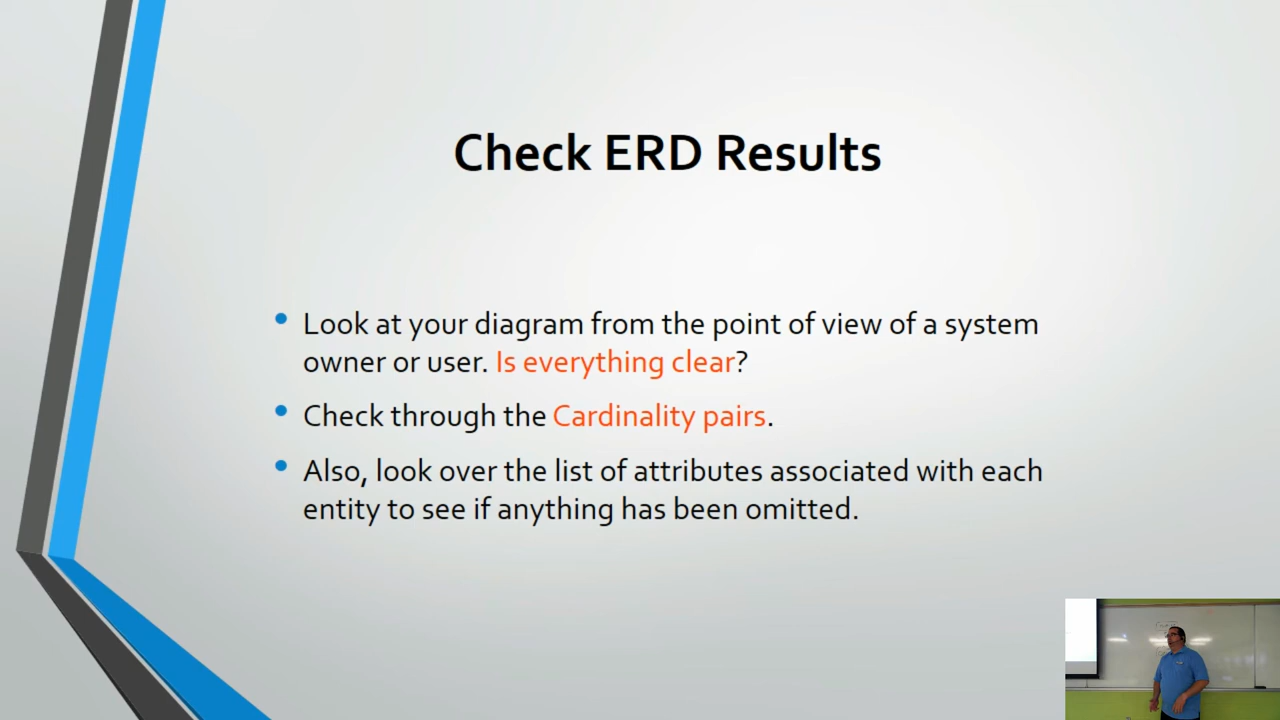 Check ERD Results
• Look at your diagram from the point of view of a system
owner or user. Is everything clear?
• Check through the Cardinality pairs.
• Also, look over the list of attributes associated with each
entity to see if anything has been omitted.